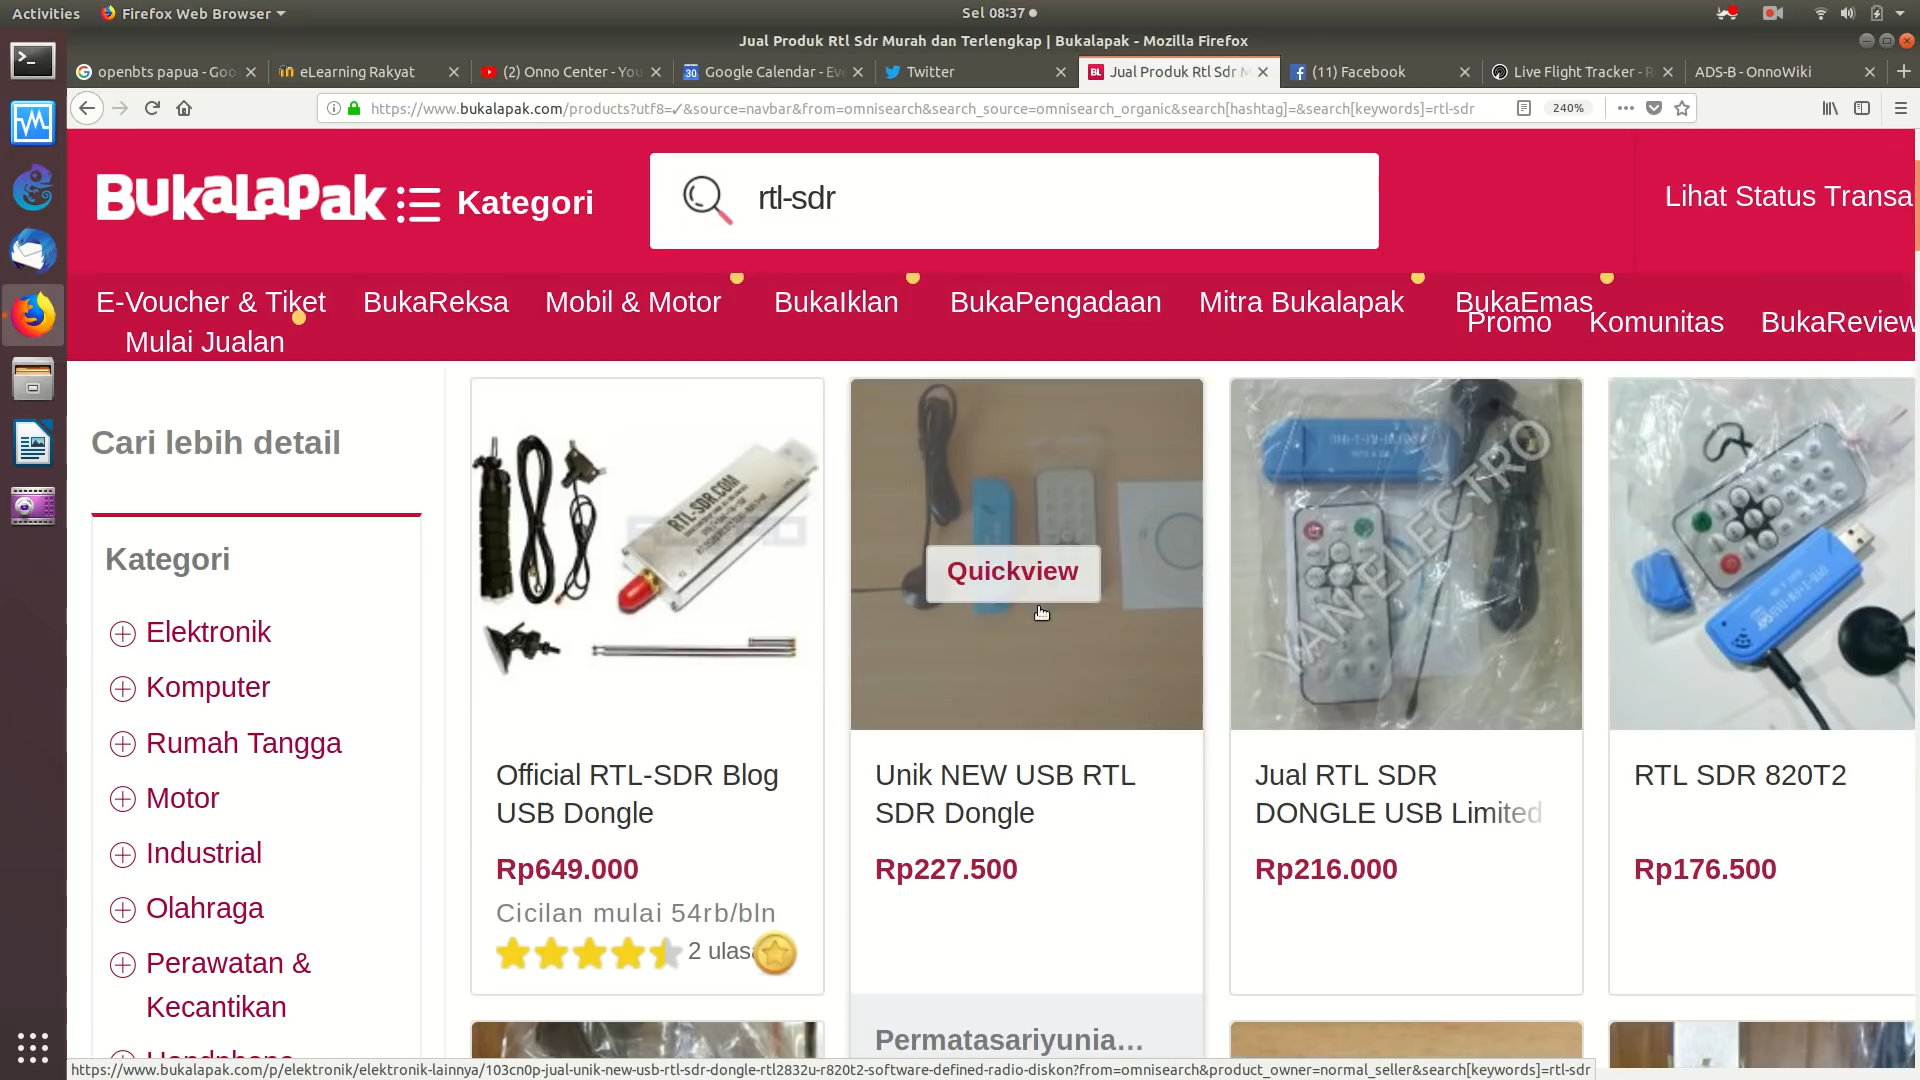 Activities
Firefox Web Browser
Sel 08:37
Jual Produk Rtl Sdr Murah dan Terlengkap | Bukalapak - Mozilla Firefox
openbts papua - Goo
eLearning Rakyat
(2) Onno Center - You
Google Calendar - Eve
Twitter
Jual Produk Rtl Sdr M
(11) Facebook
Live Flight Tracker - R
ADS-B - OnnoWiki
https://www.bukalapak.com/products?utf8=✓&source=navbar&from=omnisearch&search_source=omnisearch_organic&search[hashtag]=&search[keywords]=rtl-sdr
240%
BukaLapak
Kategori
rtl-sdr
Lihat Status Transa
E-Voucher & Tiket
BukaReksa
Mobil & Motor
BukaIklan
BukaPengadaan
Mitra Bukalapak
BukaEmas
Mulai Jualan
Promo
Komunitas
BukaReview
Cari lebih detail
Kategori
Elektronik
Komputer
Rumah Tangga
Motor
Industrial
Olahraga
Perawatan &
Kecantikan
Handphone
RTL-SDR.COM
Official RTL-SDR Blog
USB Dongle
Rp649.000
Cicilan mulai 54rb/bln
2 ulasa
Quickview
Unik NEW USB RTL
SDR Dongle
Rp227.500
Permatasariyunia...
YAN ELECTRO
Jual RTL SDR
DONGLE USB Limited
Rp216.000
RTL SDR 820T2
Rp176.500
https://www.bukalapak.com/p/elektronik/elektronik-lainnya/103cn0p-jual-unik-new-usb-rtl-sdr-dongle-rtl2832u-r820t2-software-defined-radio-diskon?from=omnisearch&product_owner=normal_seller&search[keywords]=rtl-sdr